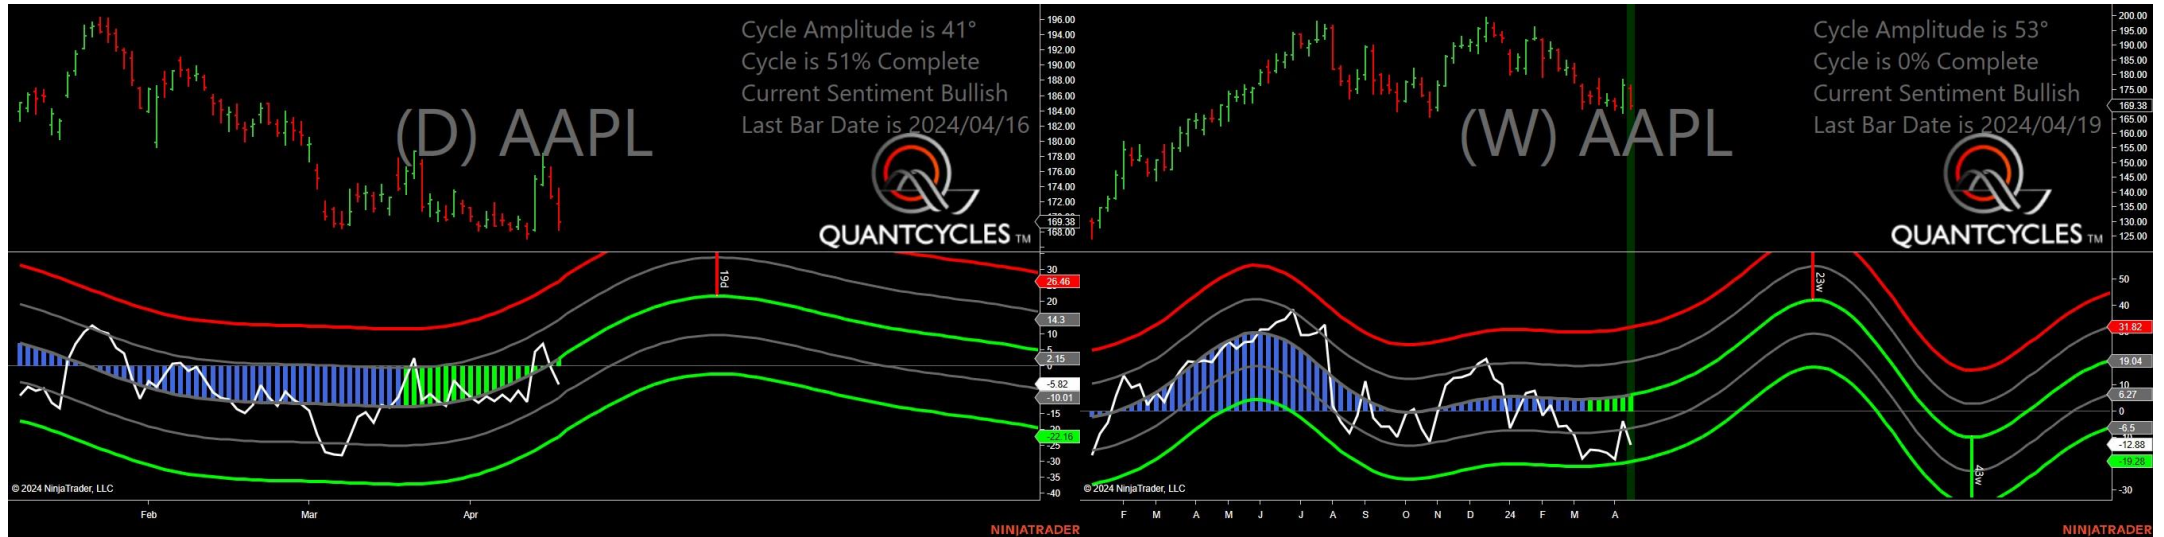 Cycle Amplitude is 41°
Cycle is 51% Complete
Current Sentiment Bullish
Last Bar Date is 2024/04/16
(D) AAPL
QUANTCYCLES TM
196.00
194.00
192.00
190.00
188.00
186.00
184.00
182.00
180.00
178.00
176.00
174.00
172.00
169.38
168.00
19d
30
26.46
20
14.3
10
5
2.15
0
-5.82
-10.01
-15
-22.16
-25
-30
-35
-40
© 2024 NinjaTrader, LLC
Feb
Mar
Apr
NINJATRADER
Cycle Amplitude is 53°
Cycle is 0% Complete
Current Sentiment Bullish
Last Bar Date is 2024/04/19
(W) AAPL
QUANTCYCLES TM
200.00
195.00
190.00
185.00
180.00
175.00
169.38
165.00
160.00
155.00
150.00
145.00
140.00
135.00
130.00
125.00
23w
43w
50
40
31.82
19.04
10
6.27
0
-6.5
-12.88
-19.28
-30
© 2024 NinjaTrader, LLC
F M A M J J A S O N D 24 F M A
NINJATRADER